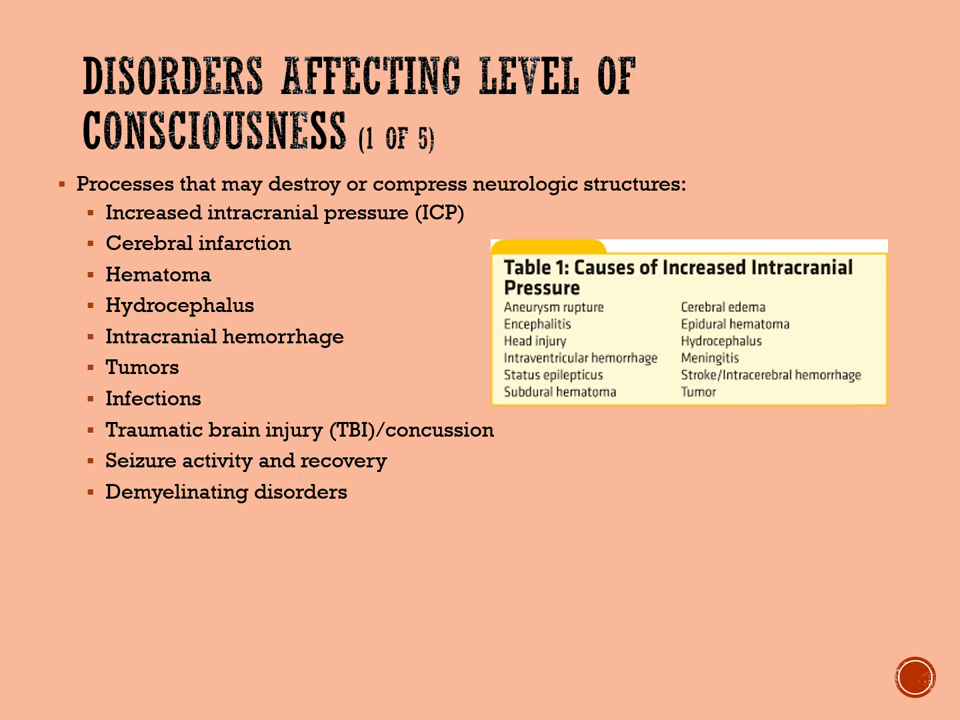 DISORDERS AFFECTING LEVEL OF
CONSCIOUSNESS (1 OF 5)
▪ Processes that may destroy or compress neurologic structures:
▪ Increased intracranial pressure (ICP)
▪ Cerebral infarction
▪ Hematoma
▪ Hydrocephalus
▪ Intracranial hemorrhage
▪ Tumors
▪ Infections
▪ Traumatic brain injury (TBI)/concussion
▪ Seizure activity and recovery
▪ Demyelinating disorders
Table 1: Causes of Increased Intracranial
Pressure
Aneurysm rupture Cerebral edema
Encephalitis Epidural hematoma
Head injury Hydrocephalus
Intraventricular hemorrhage Meningitis
Status epilepticus Stroke/Intracerebral hemorrhage
Subdural hematoma Tumor